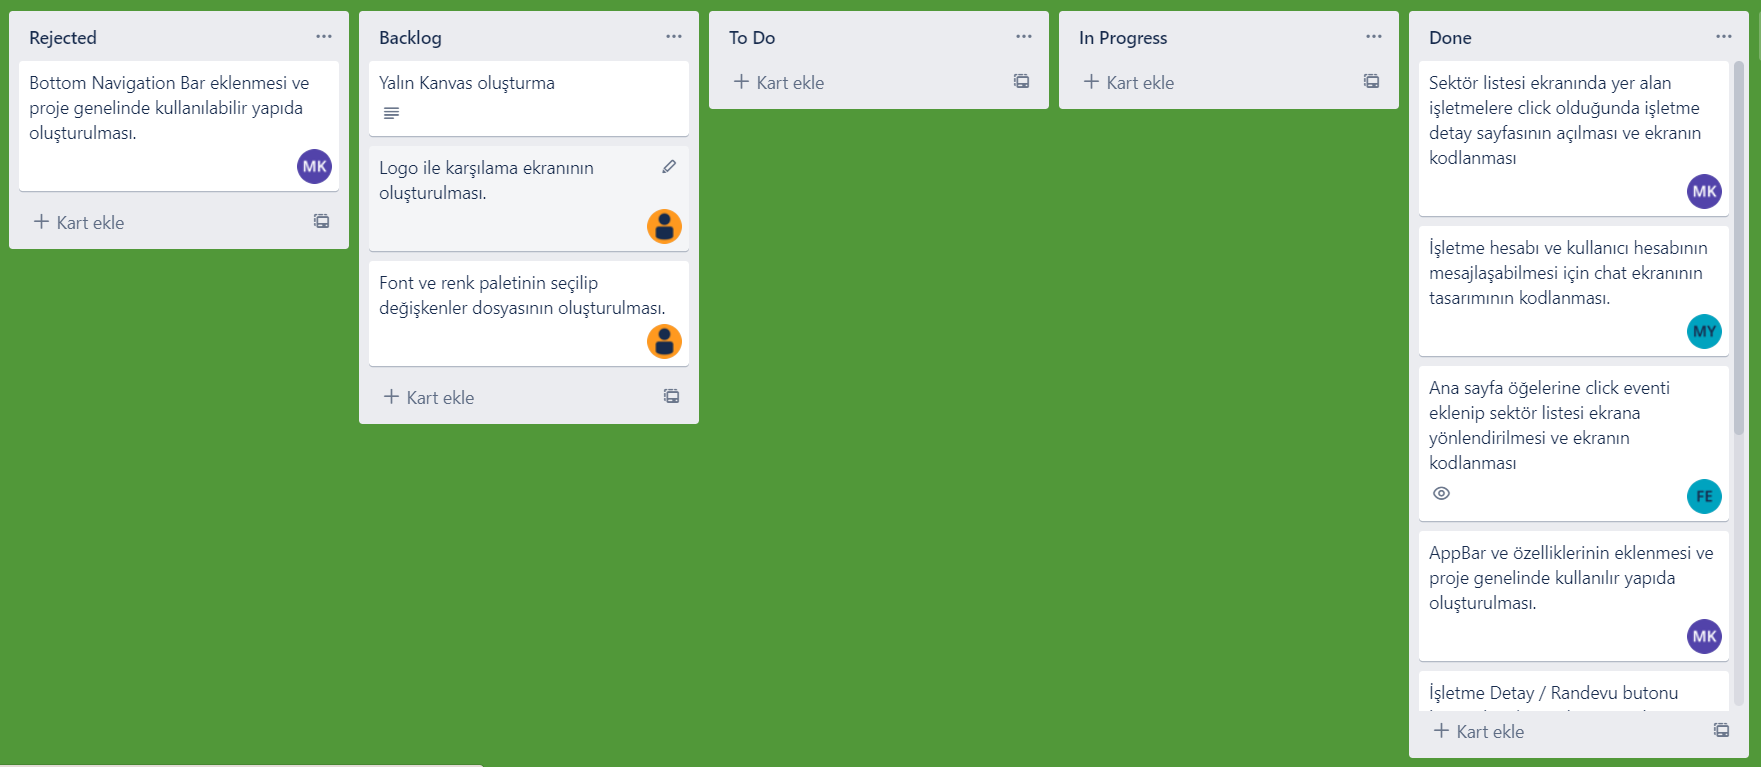 Rejected
Bottom Navigation Bar eklenmesi ve
proje genelinde kullanılabilir yapıda
oluşturulması.
MK
Kart ekle
Backlog
Yalın Kanvas oluşturma
Logo ile karşılama ekranının
oluşturulması.
Font ve renk paletinin seçilip
değişkenler dosyasının oluşturulması.
Kart ekle
To Do
Kart ekle
In Progress
Kart ekle
Done
Sektör listesi ekranında yer alan
işletmelere click olduğunda işletme
detay sayfasının açılması ve ekranın
kodlanması
MK
İşletme hesabı ve kullanıcı hesabının
mesajlaşabilmesi için chat ekranının
tasarımının kodlanması.
MY
Ana sayfa öğelerine click eventi
eklenip sektör listesi ekrana
yönlendirilmesi ve ekranın
kodlanması
FE
AppBar ve özelliklerinin eklenmesi ve
proje genelinde kullanılır yapıda
oluşturulması.
MK
İşletme Detay / Randevu butonu
Kart ekle